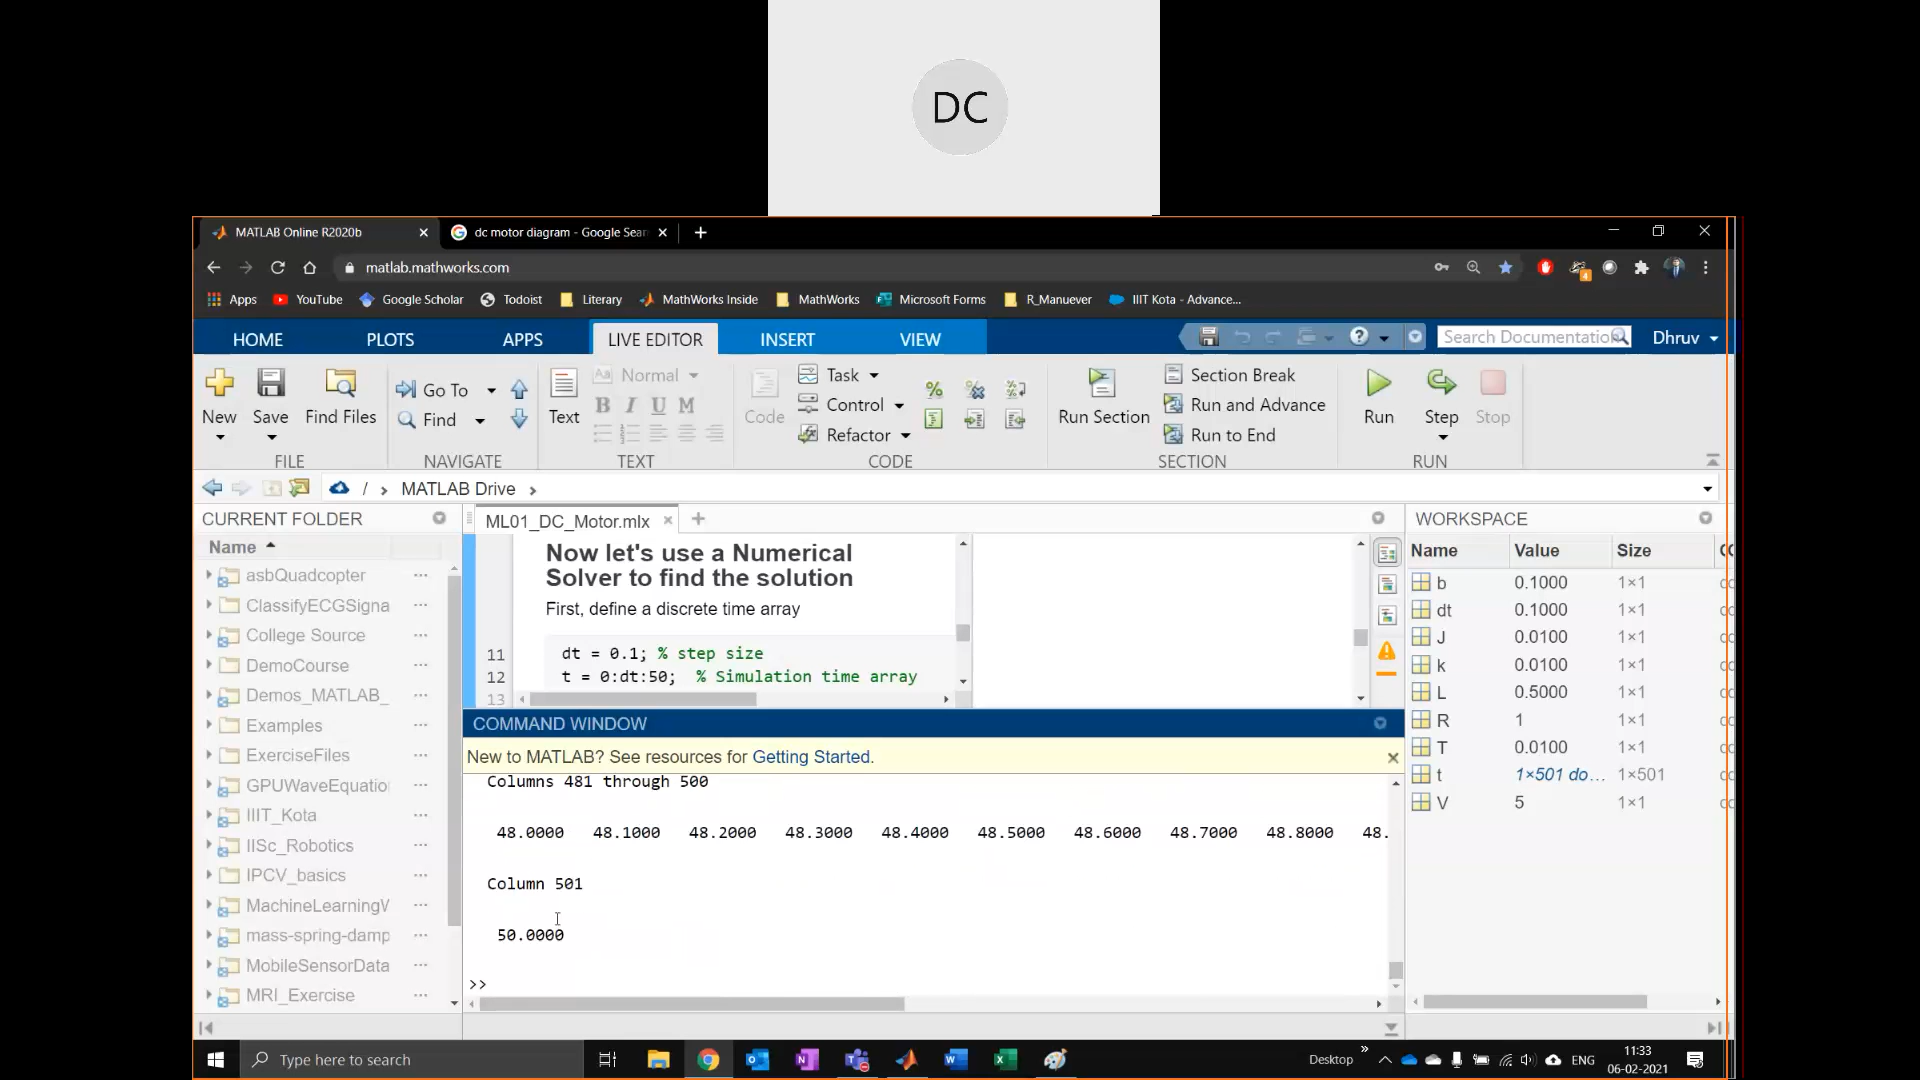 DC
MATLAB Online R2020b
dc motor diagram - Google Sear
matlab.mathworks.com
Apps YouTube Google Scholar Todoist Literary MathWorks Inside MathWorks Microsoft Forms R_Manuever IIIT Kota - Advance...
HOME PLOTS APPS LIVE EDITOR INSERT VIEW Search Documentation Dhruv
New Save Find Files Go To Find Text Normal B I U M Code Task Control Refactor Run Section Section Break Run and Advance Run to End Run Step Stop
FILE NAVIGATE TEXT CODE SECTION RUN
/ > MATLAB Drive >
CURRENT FOLDER
Name
asbQuadcopter
ClassifyECGSigna
College Source
DemoCourse
Demos_MATLAB_
Examples
ExerciseFiles
GPUWaveEquatio
IIIT_Kota
IISc_Robotics
IPCV_basics
MachineLearningW
mass-spring-damp
MobileSensorData
MRI_Exercise
ML01_DC_Motor.mlx
Now let's use a Numerical
Solver to find the solution
First, define a discrete time array
11 dt = 0.1; % step size
12 t = 0:dt:50; % Simulation time array
13
COMMAND WINDOW
New to MATLAB? See resources for Getting Started.
Columns 481 through 500
48.0000 48.1000 48.2000 48.3000 48.4000 48.5000 48.6000 48.7000 48.8000 48.
Column 501
50.0000
>>
WORKSPACE
Name Value Size
b 0.1000 1×1
dt 0.1000 1×1
J 0.0100 1×1
k 0.0100 1×1
L 0.5000 1×1
R 1 1×1
T 0.0100 1×1
t 1×501 do... 1×501
V 5 1×1
Type here to search
Desktop ENG 11:33
06-02-2021